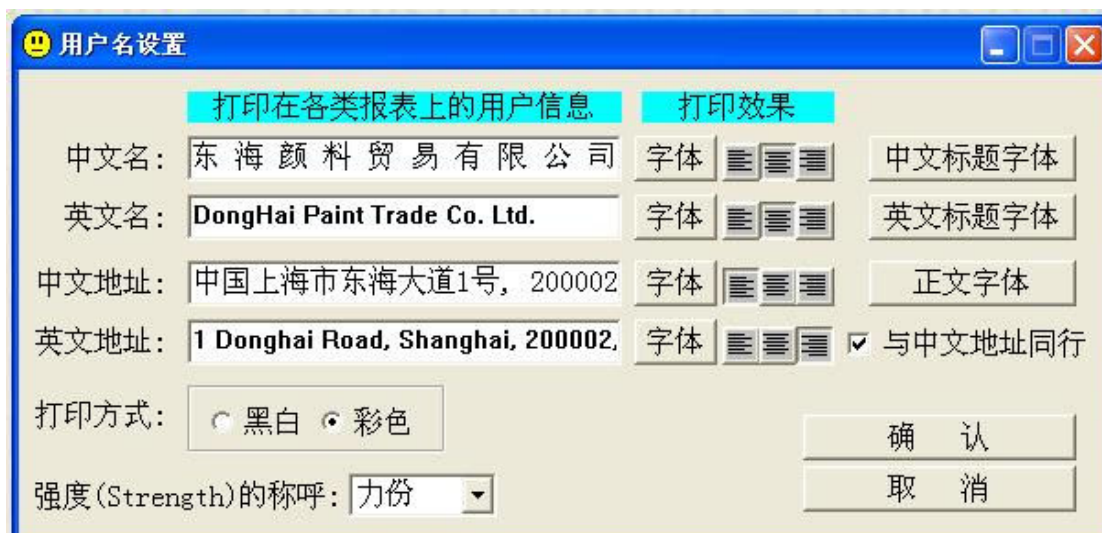 用户名设置
打印在各类报表上的用户信息 打印效果
中文名: 东海颜料贸易有限公司 字体 中文标题字体
英文名: DongHai Paint Trade Co. Ltd. 字体 英文标题字体
中文地址: 中国上海市东海大道1号, 200002 字体 正文字体
英文地址: 1 Donghai Road, Shanghai, 200002, 字体 与中文地址同行
打印方式: 黑白 彩色
确 认
强度(Strength)的称呼: 力份
取 消